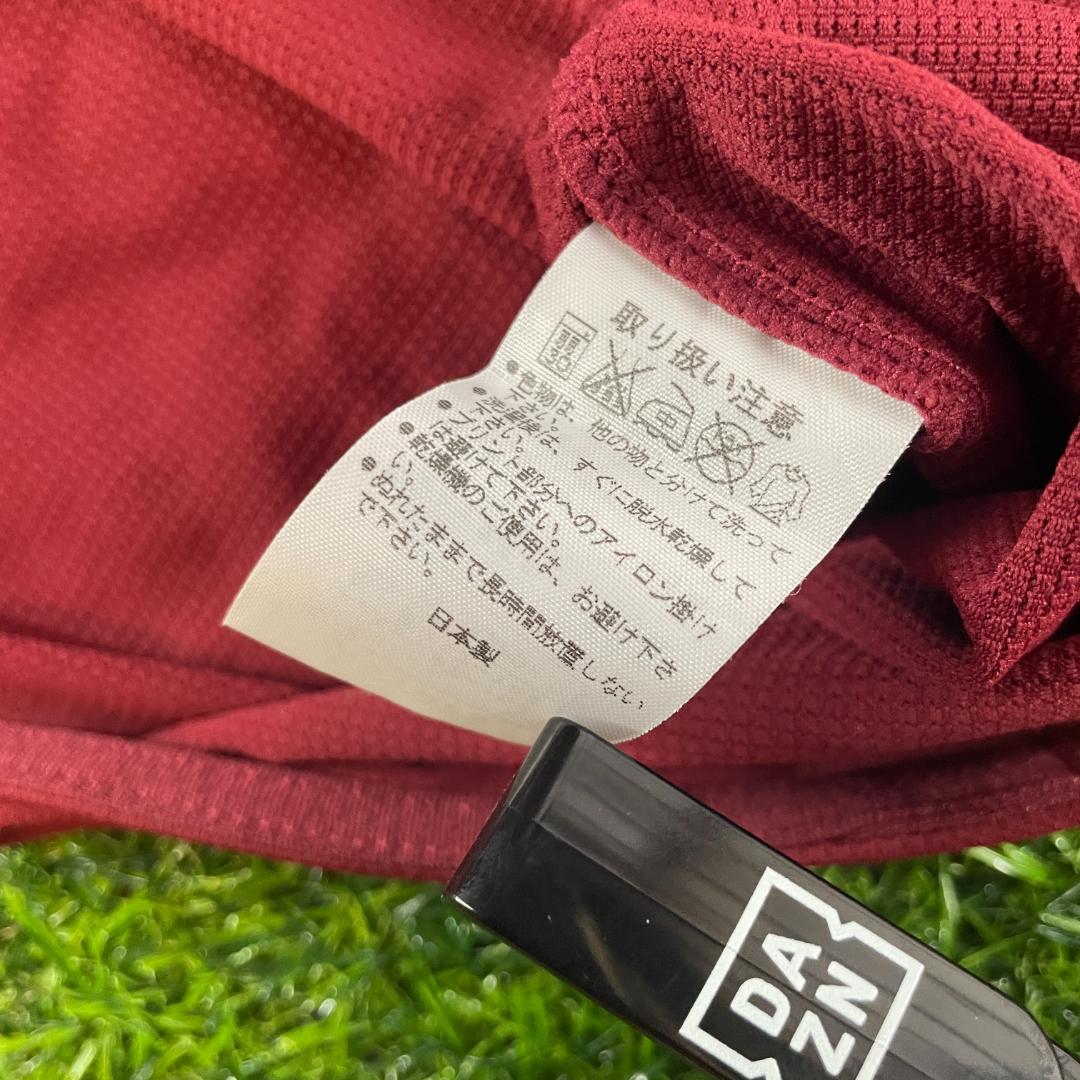 取り扱い注意
弱
30
●色物は、他の物と分けて洗って
下さい。
●洗濯後は、すぐに脱水乾燥して
下さい。
●プリント部分へのアイロン掛け
は避けて下さい。
●乾燥機のご使用は、お避け下さ
い。
●ぬれたままで長時間放置しない
で下さい。
日本製
DA
ZN